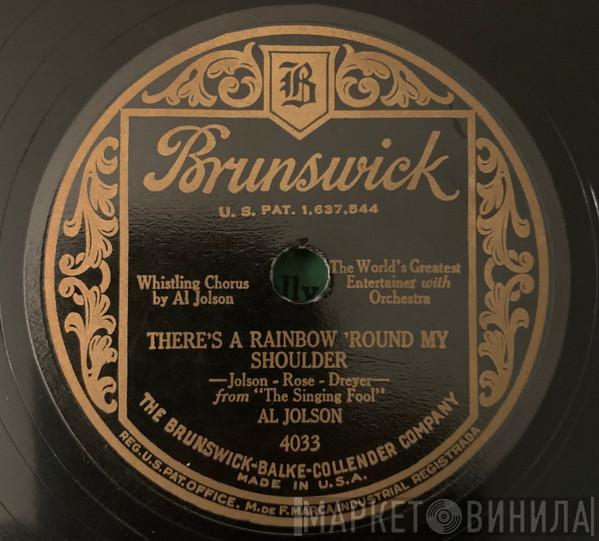 B
Brunswick
U. S. PAT. 1,637,544
Whistling Chorus
by Al Jolson
The World's Greatest
Entertainer with
Orchestra
THERE'S A RAINBOW 'ROUND MY
SHOULDER
—Jolson - Rose - Dreyer—
from "The Singing Fool"
AL JOLSON
4033
THE BRUNSWICK-BALKE-COLLENDER COMPANY
MADE IN U.S.A.
REG. U.S. PAT. OFFICE. M. DE F. MARCA INDUSTRIAL REGISTRADA
МАРКЕТ ВИНИЛА